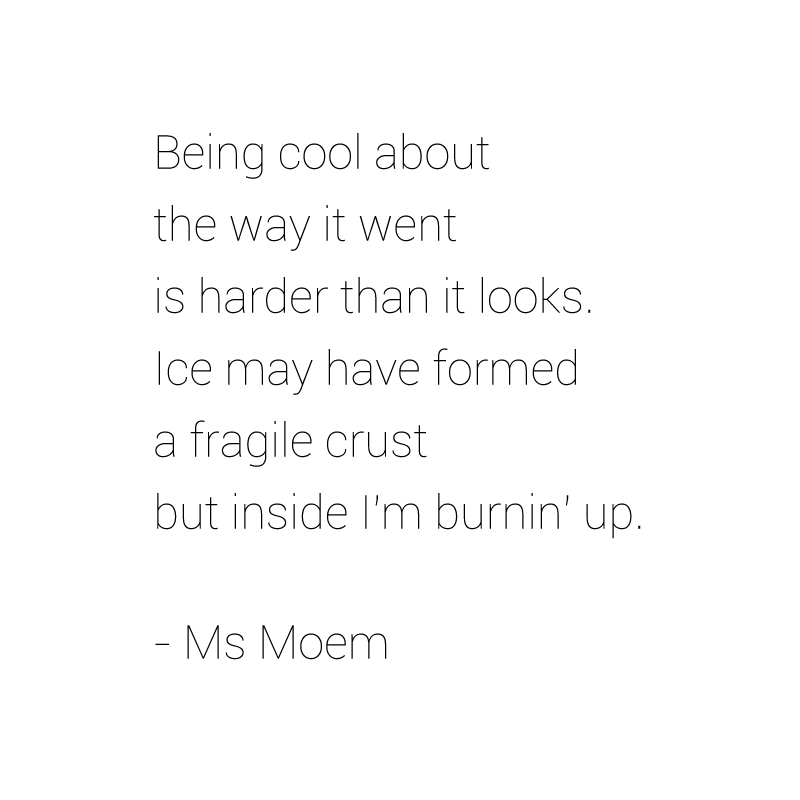 Being cool about
the way it went
is harder than it looks.
Ice may have formed
a fragile crust
but inside I'm burnin' up.
- Ms Moem